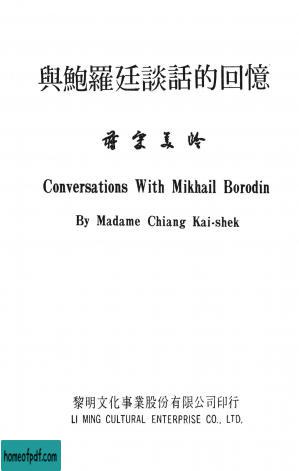 與鮑羅廷談話的回憶
蔣宋美齡
Conversations With Mikhail Borodin
By Madame Chiang Kai-shek
黎明文化事業股份有限公司印行
LI MING CULTURAL ENTERPRISE CO., LTD.
homeofpdf.com